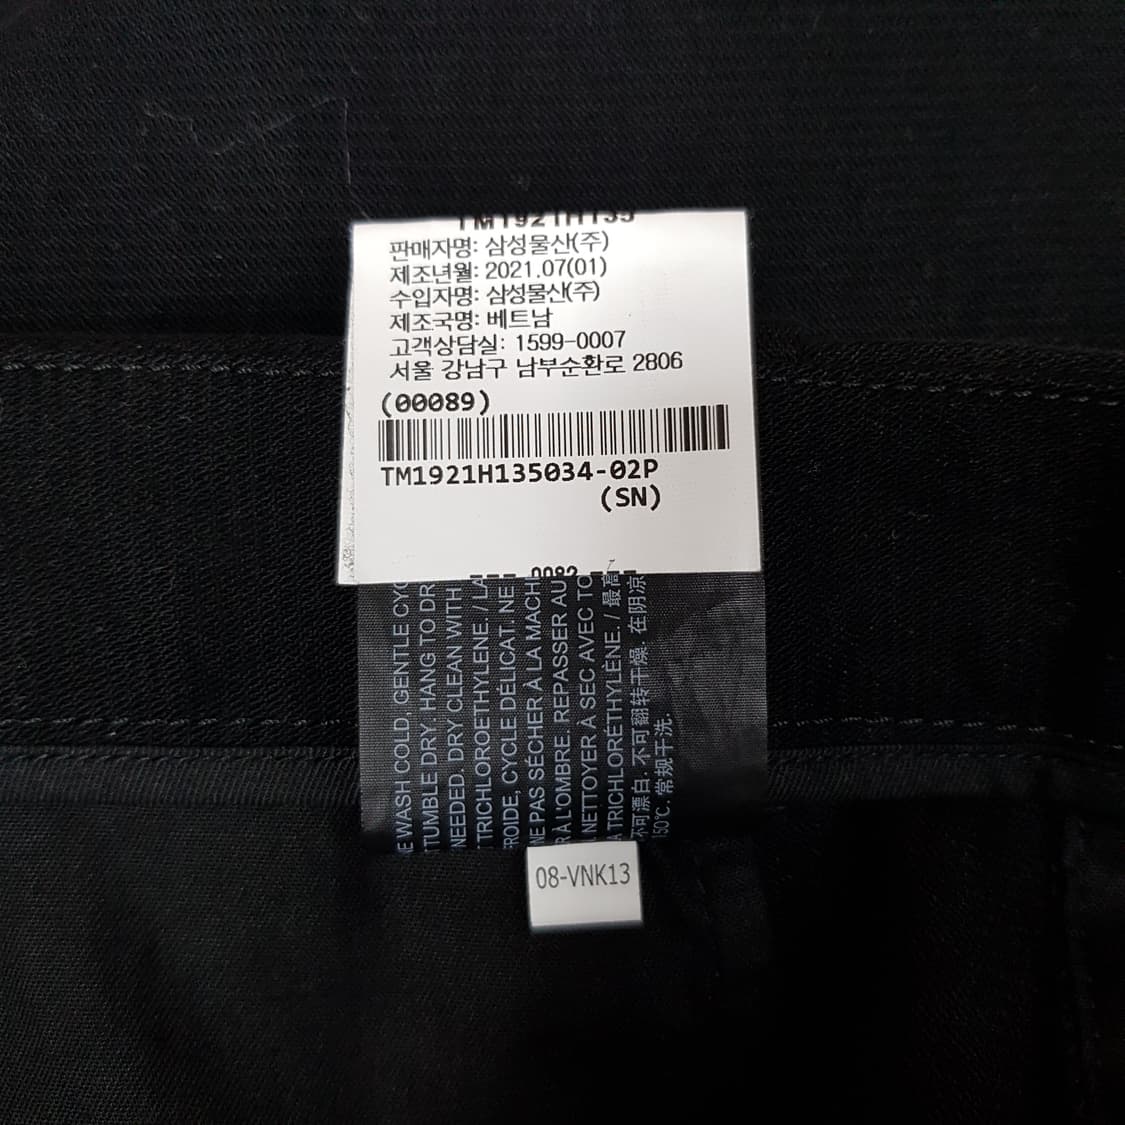 TM1921H135
판매자명: 삼성물산(주)
제조년월: 2021.07(01)
수입자명: 삼성물산(주)
제조국명: 베트남
고객상담실: 1599-0007
서울 강남구 남부순환로 2806
(00089)
TM1921H135034-02P
(SN)
--- 0082 ---
WASH COLD, GENTLE
TUMBLE DRY. HANG TO
NEEDED. DRY CLEAN WITH
TRICHLOROETHYLENE. /
FROIDE, CYCLE DÉLICAT. NE
NE PAS SÉCHER À LA
À L'OMBRE. REPASSER AU
NETTOYER À SEC AVEC
TRICHLORÉTHYLÈNE. / 最高
不可漂白. 不可翻转干燥. 在阴凉
150℃. 常规干洗.
08-VNK13